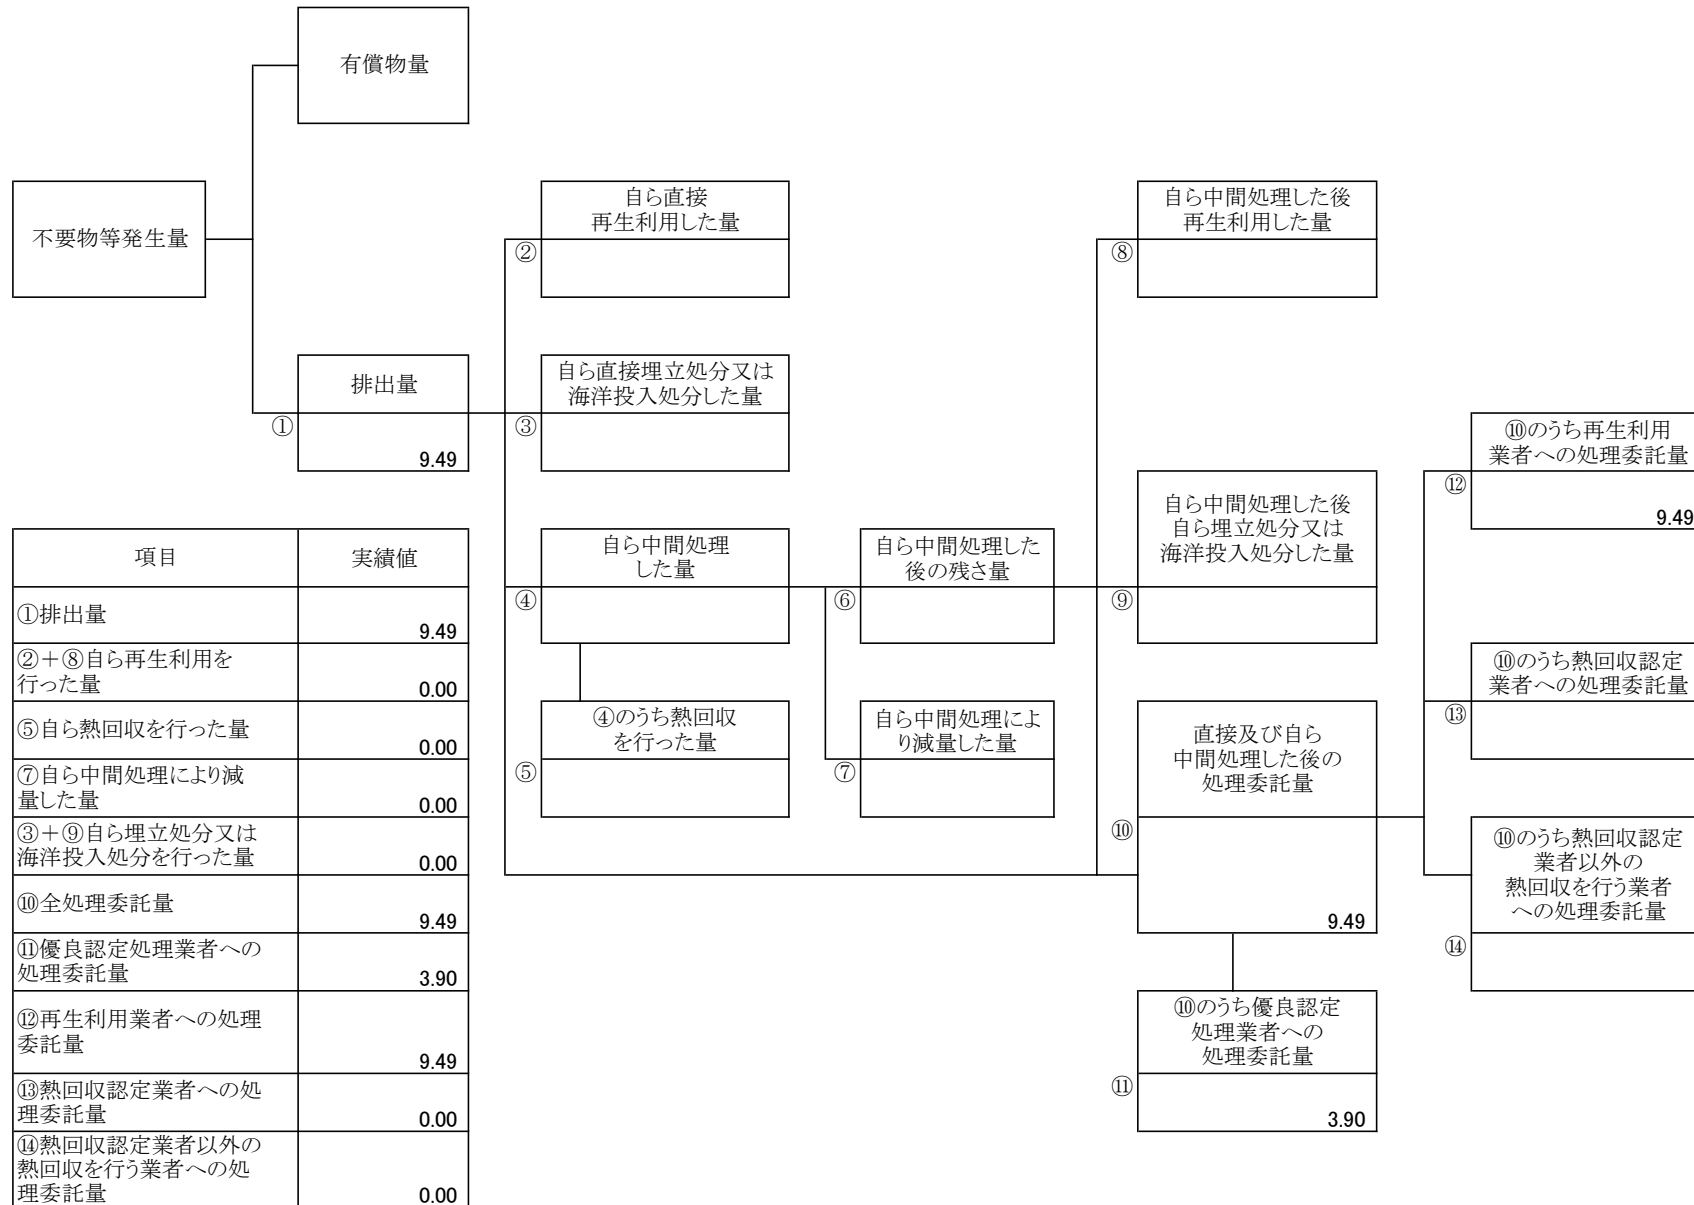 有償物量
不要物等発生量
自ら直接
再生利用した量
②
自ら中間処理した後
再生利用した量
⑧
排出量
①
9.49
自ら直接埋立処分又は
海洋投入処分した量
③
⑩のうち再生利用
業者への処理委託量
⑫
9.49
自ら中間処理
した量
④
自ら中間処理した
後の残さ量
⑥
自ら中間処理した後
自ら埋立処分又は
海洋投入処分した量
⑨
⑩のうち熱回収認定
業者への処理委託量
⑬
④のうち熱回収
を行った量
⑤
自ら中間処理によ
り減量した量
⑦
直接及び自ら
中間処理した後の
処理委託量
⑩
9.49
⑩のうち熱回収認定
業者以外の
熱回収を行う業者
への処理委託量
⑭
⑩のうち優良認定
処理業者への
処理委託量
⑪
3.90
項目 実績値
①排出量
9.49
②＋⑧自ら再生利用を
行った量 0.00
⑤自ら熱回収を行った量
0.00
⑦自ら中間処理により減
量した量 0.00
③＋⑨自ら埋立処分又は
海洋投入処分を行った量 0.00
⑩全処理委託量
9.49
⑪優良認定処理業者への
処理委託量 3.90
⑫再生利用業者への処理
委託量
9.49
⑬熱回収認定業者への処
理委託量 0.00
⑭熱回収認定業者以外の
熱回収を行う業者への処
理委託量 0.00